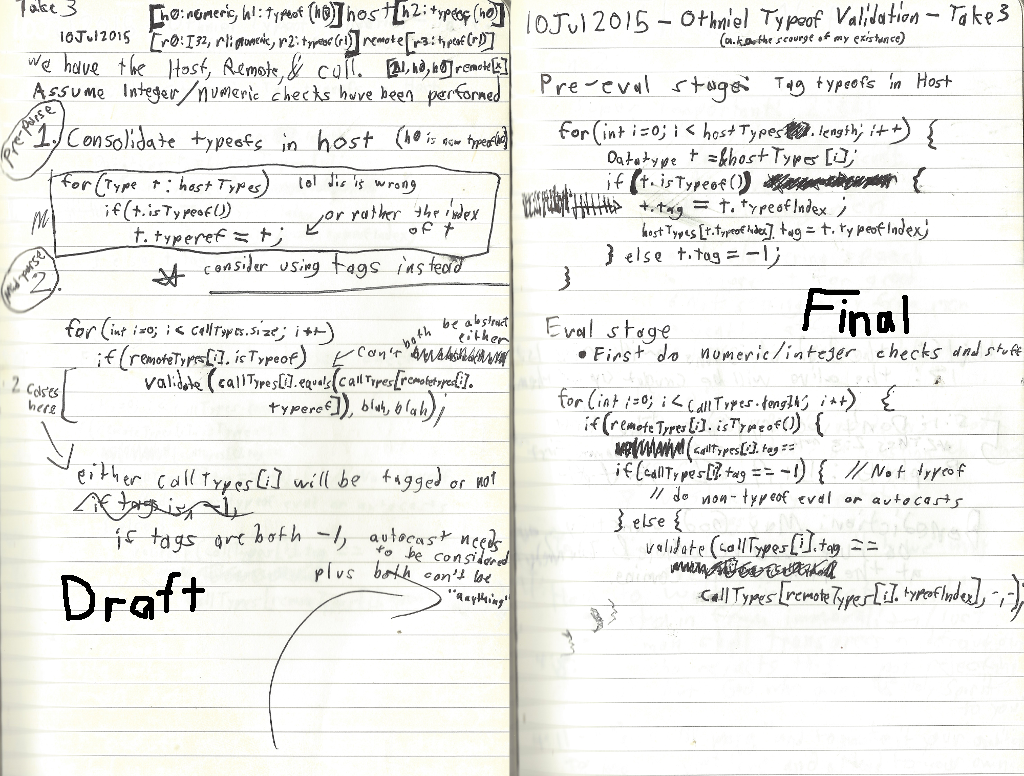 Take 3
[h0:numeric, h1:typeof(h0)] host [h2:typeof(h0)]
10Jul2015 [r0:I32, r1:numeric, r2:typeof(r1)] remote [r3:typeof(r1)]
we have the Host, Remote, & call. [h1, h0, h0] remote [x]
Assume Integer/Numeric checks have been performed
Pre-parse
1. Consolidate typeofs in host (h0 is now typeof(h0)
for (Type t : hostTypes) lol dis is wrong
if(t.isTypeof()
t.typeref = t;
or rather the index of t
Mid-parse
2.
consider using tags instead
for (int i=0; i < callTypes.size; i++)
if(remoteTypes[i].isTypeof)
Can't both be abstract either
validate (callTypes[i].equals(callTypes[remotetypes[i].
typeref]), blah, blah);
2 cases here
either callTypes[i] will be tagged or not
if tag is -1,
if tags are both -1, autocast needs
to be considered
plus both can't be
"anything"
Draft
10Jul2015 - Othniel Typeof Validation - Take 3
(a.k.a. the scourge of my existence)
Pre-eval stage: Tag typeofs in Host
for(int i=0; i < hostTypes.length; i++) {
Datatype t = &hostTypes[i];
if (t.isTypeof()) {
t.tag = t.typeofIndex;
hostTypes[t.typeofIndex].tag = t.typeofIndex;
} else t.tag = -1;
}
Final
Eval stage
• First do numeric/integer checks and stuff
for(int i=0; i < callTypes.length; i++) {
if(remoteTypes[i].isTypeof()) {
(callTypes[i].tag ==
if(callTypes[i].tag == -1) { // Not typeof
// do non-typeof eval or autocasts
} else {
validate (callTypes[i].tag ==
callTypes[remoteTypes[i].typeofIndex], -, -);